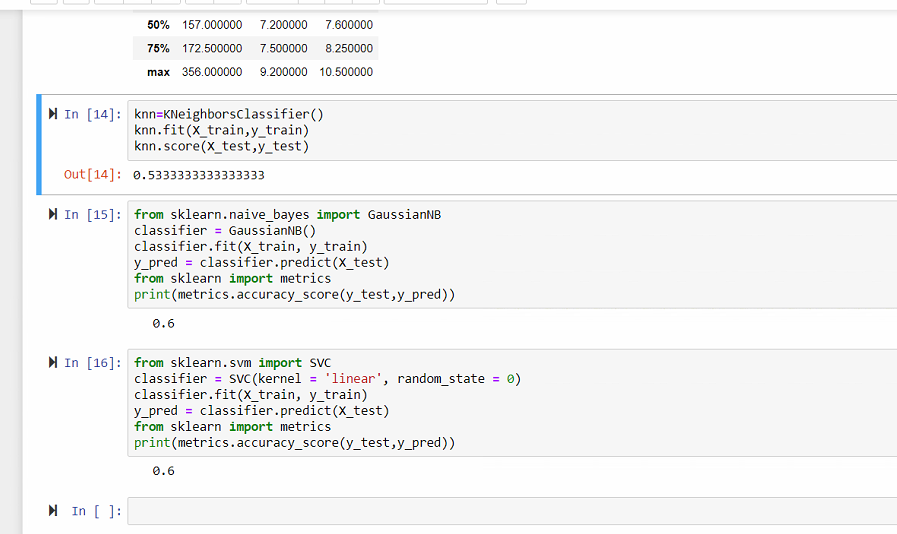 50% 157.000000 7.200000 7.600000
75% 172.500000 7.500000 8.250000
max 356.000000 9.200000 10.500000
In [14]: knn=KNeighborsClassifier()
knn.fit(X_train,y_train)
knn.score(X_test,y_test)
Out[14]: 0.5333333333333333
In [15]: from sklearn.naive_bayes import GaussianNB
classifier = GaussianNB()
classifier.fit(X_train, y_train)
y_pred = classifier.predict(X_test)
from sklearn import metrics
print(metrics.accuracy_score(y_test,y_pred))
0.6
In [16]: from sklearn.svm import SVC
classifier = SVC(kernel = 'linear', random_state = 0)
classifier.fit(X_train, y_train)
y_pred = classifier.predict(X_test)
from sklearn import metrics
print(metrics.accuracy_score(y_test,y_pred))
0.6
In [ ]: